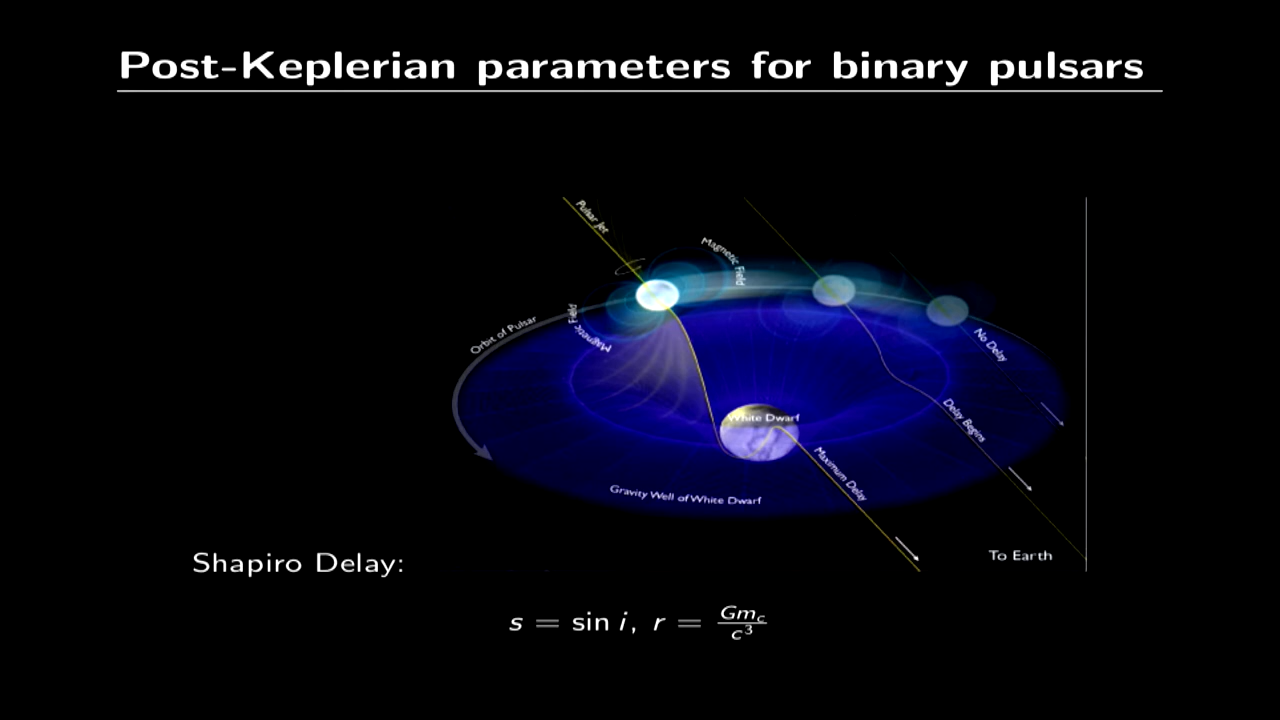 Post-Keplerian parameters for binary pulsars
Pulsar Jet
Magnetic Field
Magnetic Field
Orbit of Pulsar
No Delay
White Dwarf
Delay Begins
Maximum Delay
Gravity Well of White Dwarf
To Earth
Shapiro Delay:
s = sin i, r = \frac{Gm_c}{c^3}